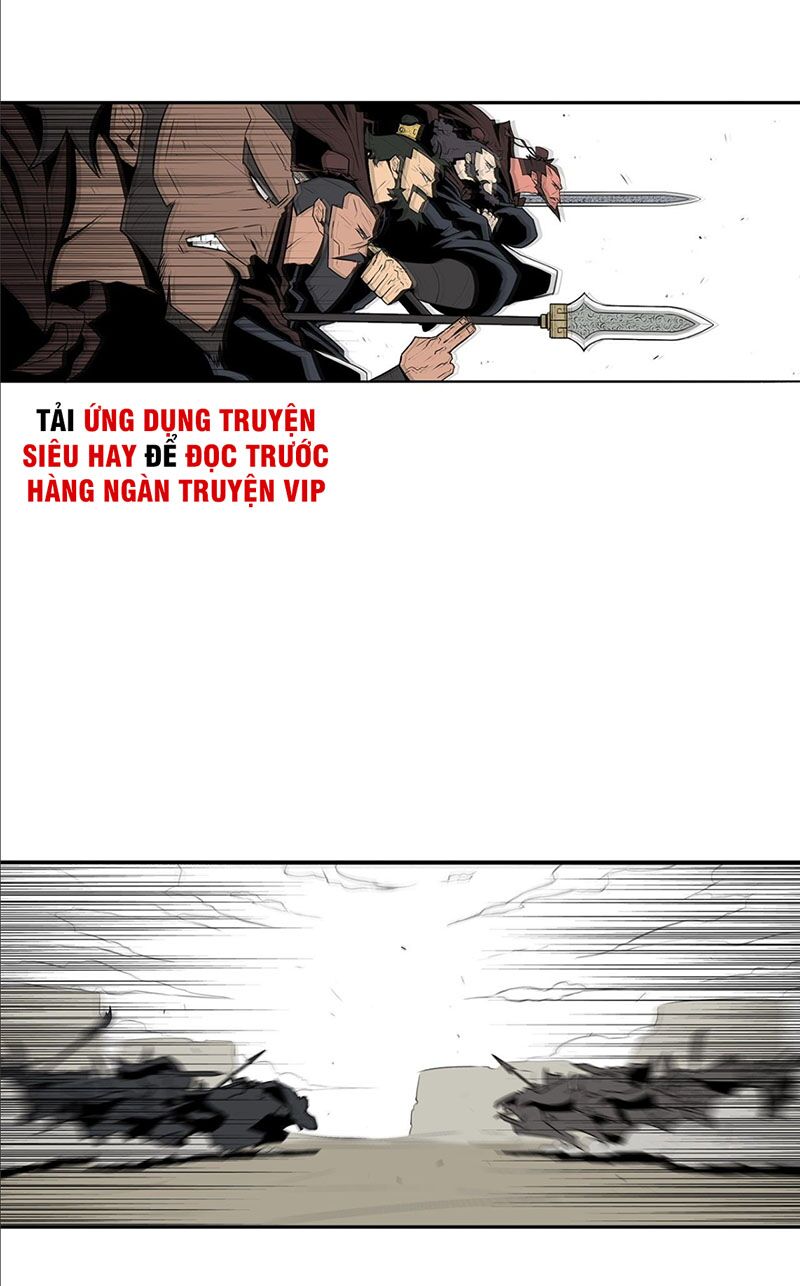 TẢI ỨNG DỤNG TRUYỆN
SIÊU HAY ĐỂ ĐỌC TRƯỚC
HÀNG NGÀN TRUYỆN VIP